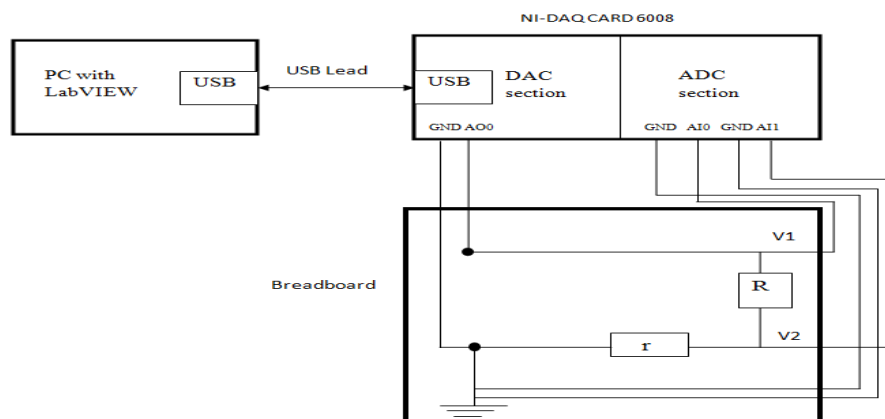 NI-DAQ CARD 6008
PC with
LabVIEW
USB
USB Lead
USB
DAC
section
ADC
section
GND AO0
GND AI0 GND AI1
V1
Breadboard
R
V2
r